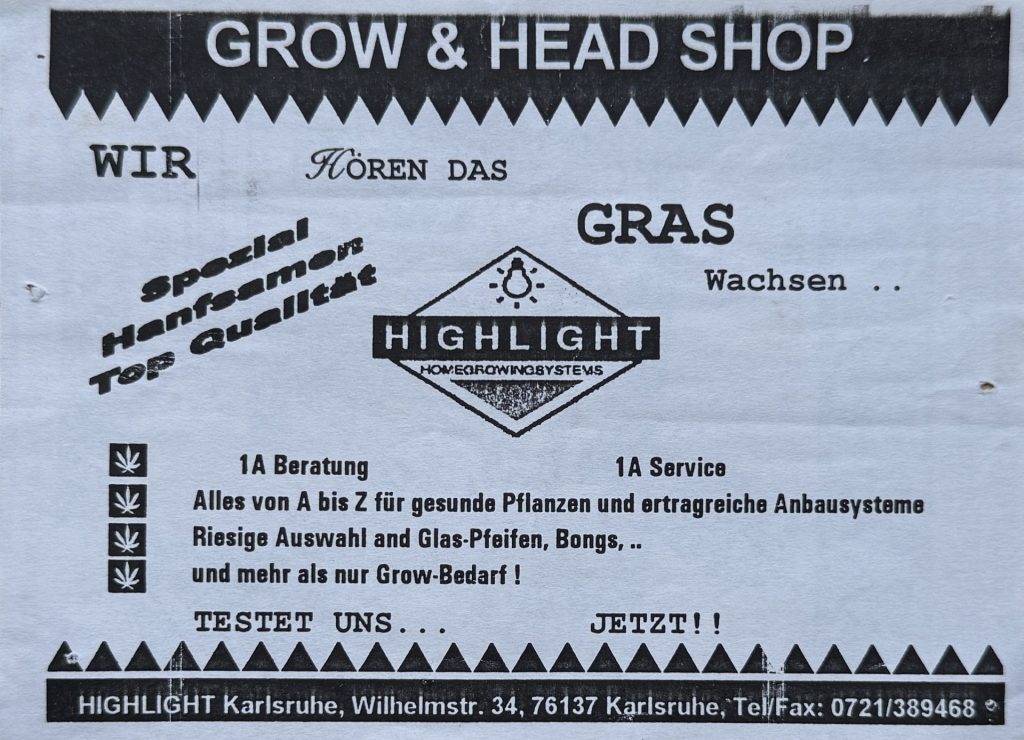 GROW & HEAD SHOP
WIR HÖREN DAS
GRAS
Wachsen ..
Spezial
Hanfsamen
Top Qualität
HIGHLIGHT
HOMEGROWINGSYSTEMS
1A Beratung 1A Service
Alles von A bis Z für gesunde Pflanzen und ertragreiche Anbausysteme
Riesige Auswahl and Glas-Pfeifen, Bongs, ..
und mehr als nur Grow-Bedarf !
TESTET UNS... JETZT!!
HIGHLIGHT Karlsruhe, Wilhelmstr. 34, 76137 Karlsruhe, Tel/Fax: 0721/389468